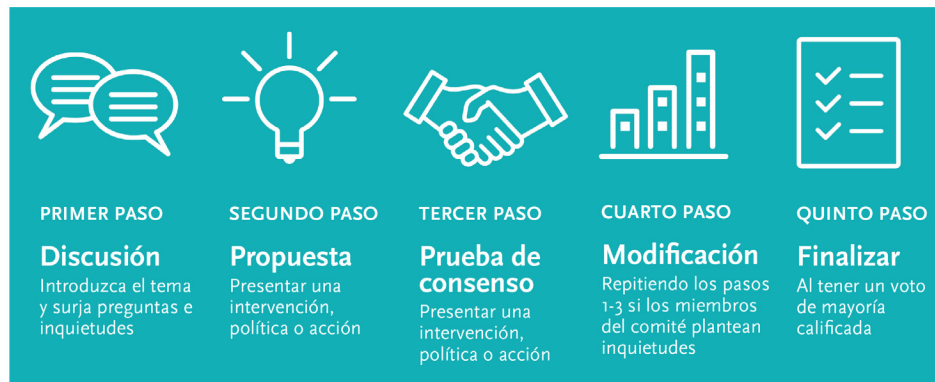 PRIMER PASO
Discusión
Introduzca el tema
y surja preguntas e
inquietudes
SEGUNDO PASO
Propuesta
Presentar una
intervención,
política o acción
TERCER PASO
Prueba de
consenso
Presentar una
intervención,
política o acción
CUARTO PASO
Modificación
Repitiendo los pasos
1-3 si los miembros
del comité plantean
inquietudes
QUINTO PASO
Finalizar
Al tener un voto
de mayoría
calificada